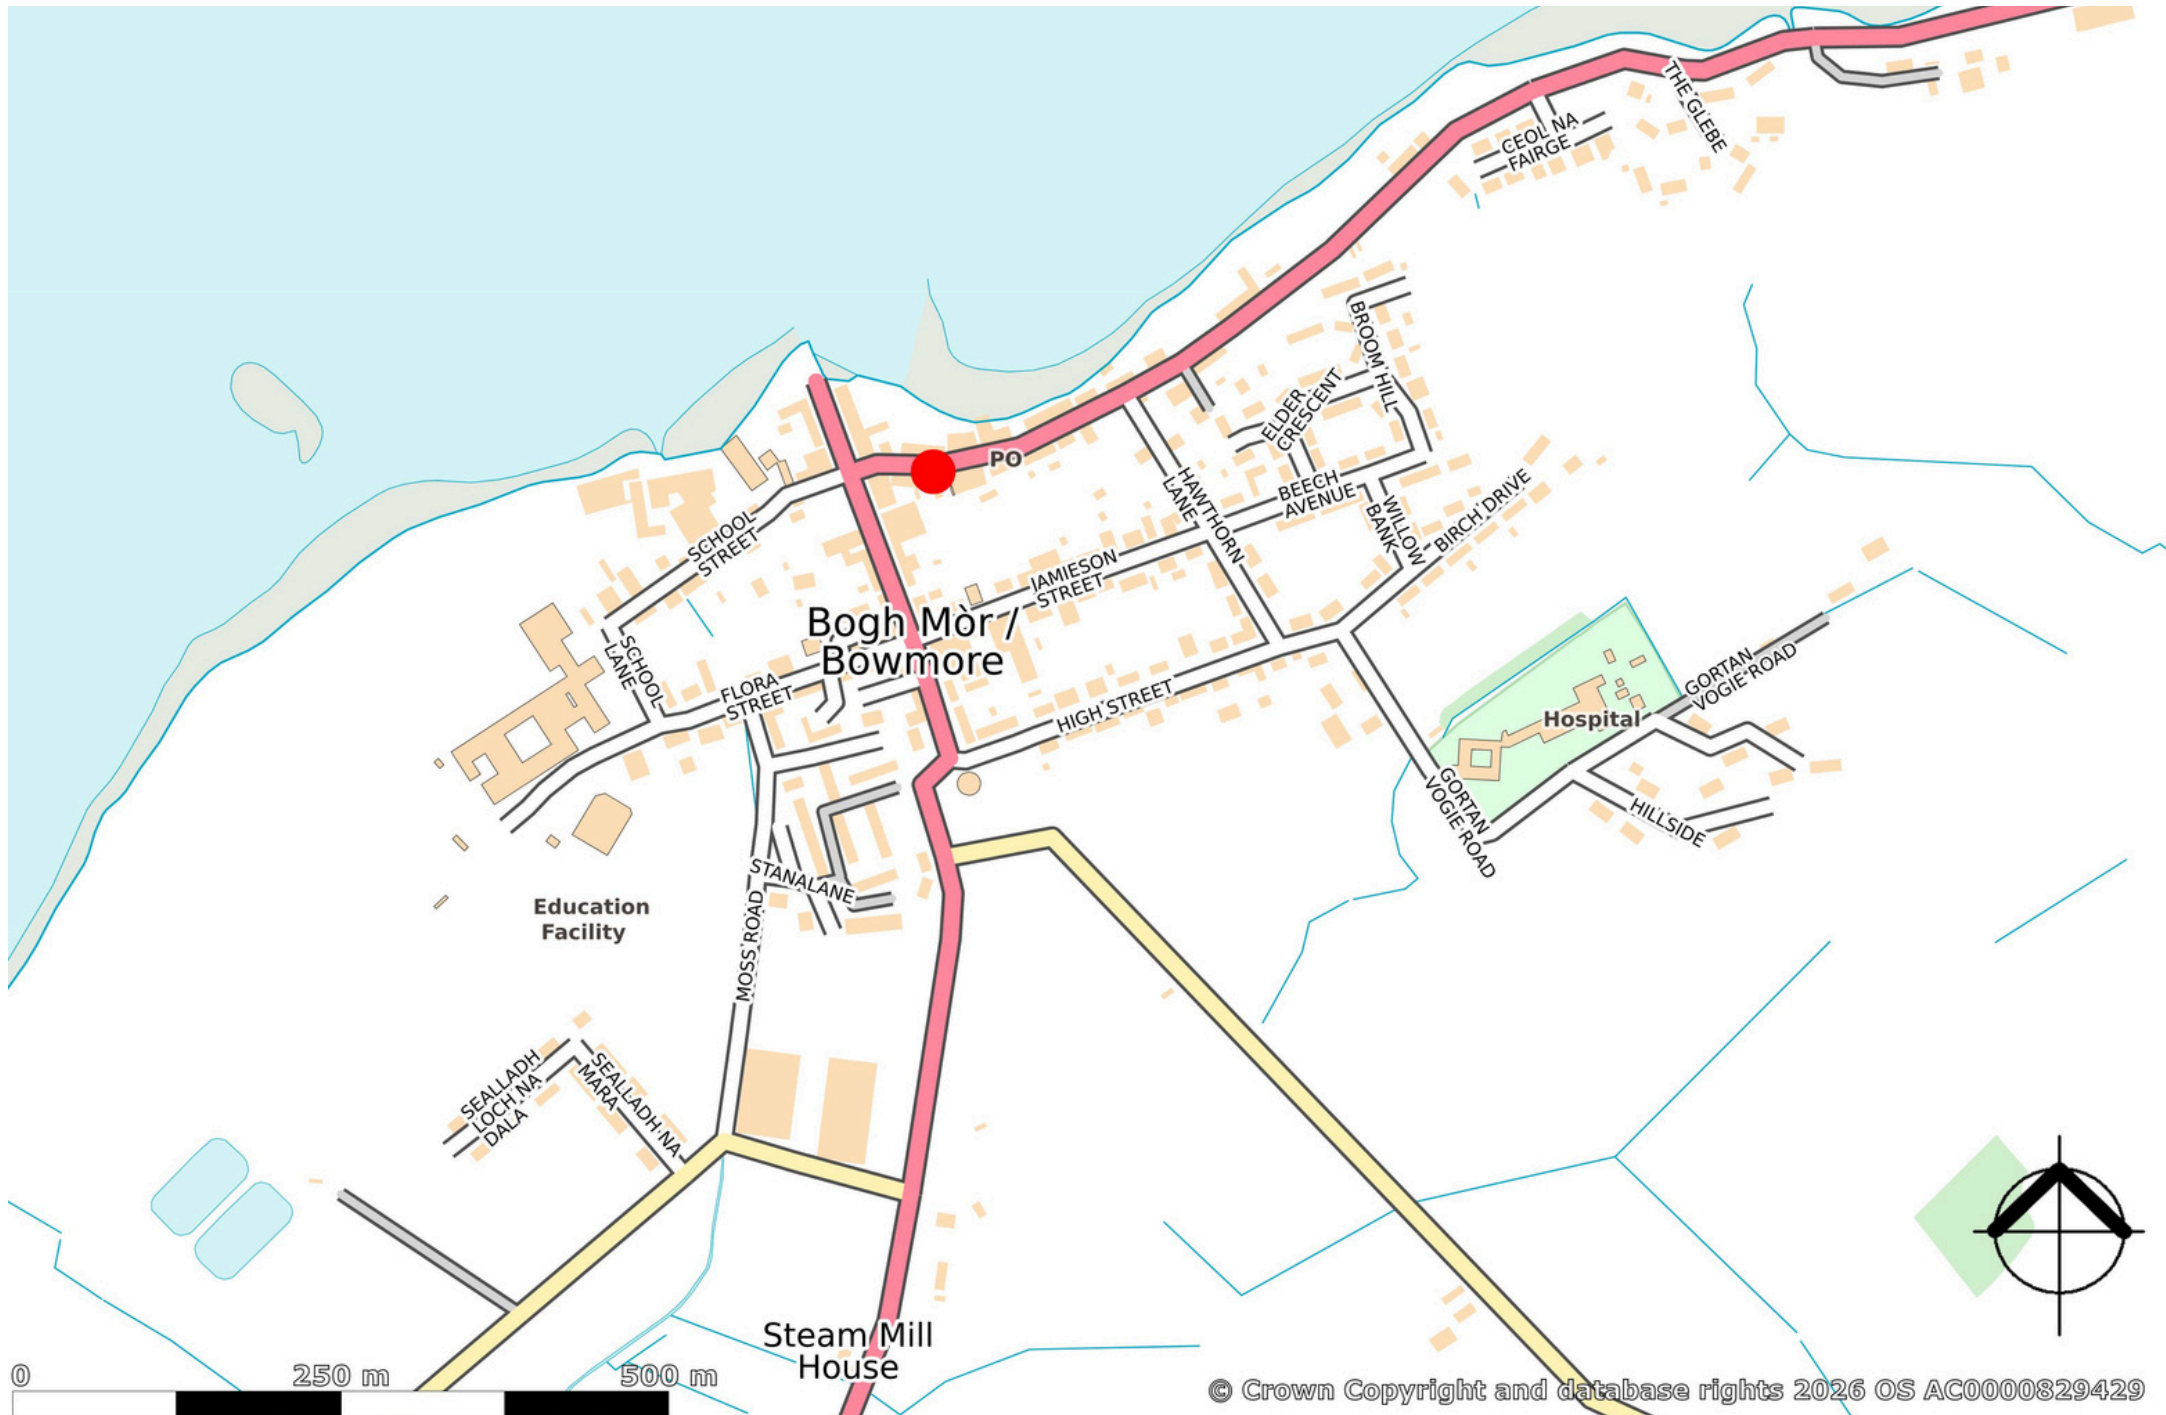 THE GLEBE
CEOL NA
FAIRGE
BROOM HILL
ELDER
CRESCENT
PO
HAWTHORN
LANE
BEECH
AVENUE
WILLOW
BANK
BIRCH DRIVE
SCHOOL
STREET
JAMIESON
STREET
Bogh Mòr /
Bowmore
SCHOOL
LANE
FLORA
STREET
HIGH STREET
GORTAN
VOGIE ROAD
Hospital
GORTAN
VOGIE ROAD
HILLSIDE
STANALANE
MOSS ROAD
Education
Facility
SEALLADH
LOCH NA
DALA
SEALLADH NA
MARA
Steam Mill
House
0
250 m
500 m
© Crown Copyright and database rights 2026 OS AC0000829429